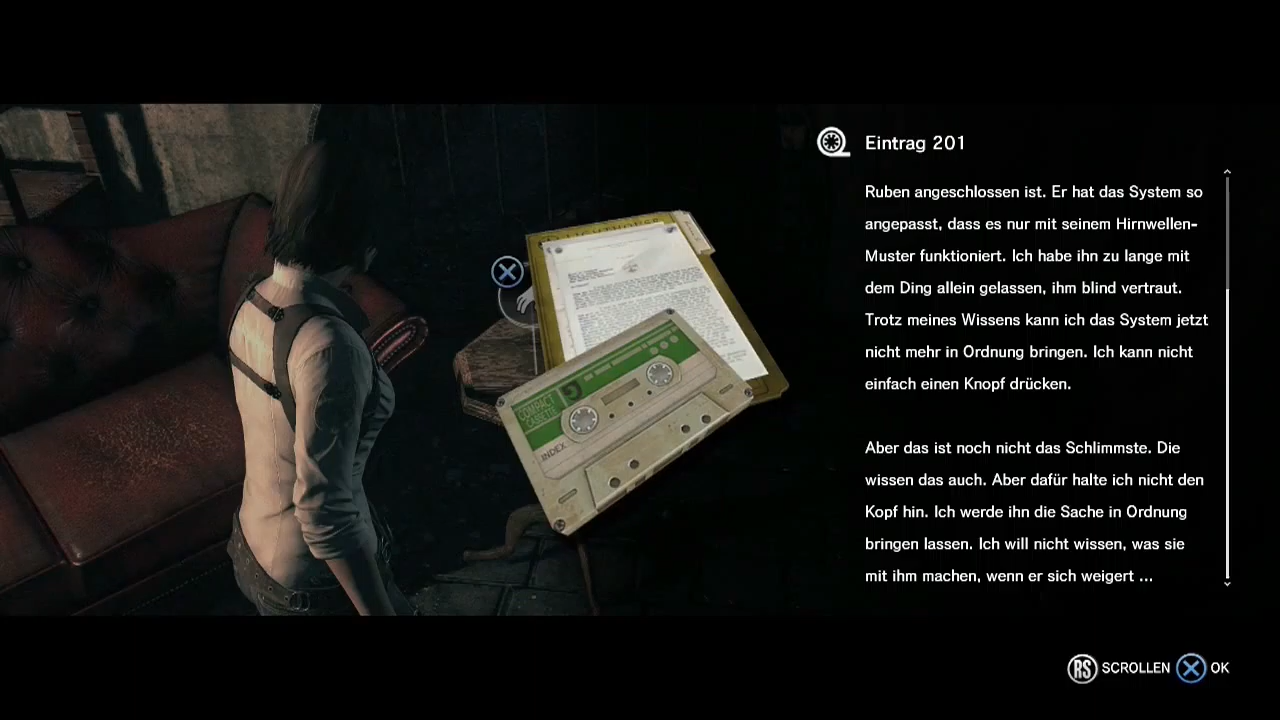 Eintrag 201
Ruben angeschlossen ist. Er hat das System so
angepasst, dass es nur mit seinem Hirnwellen-
Muster funktioniert. Ich habe ihn zu lange mit
dem Ding allein gelassen, ihm blind vertraut.
Trotz meines Wissens kann ich das System jetzt
nicht mehr in Ordnung bringen. Ich kann nicht
einfach einen Knopf drücken.
Aber das ist noch nicht das Schlimmste. Die
wissen das auch. Aber dafür halte ich nicht den
Kopf hin. Ich werde ihn die Sache in Ordnung
bringen lassen. Ich will nicht wissen, was sie
mit ihm machen, wenn er sich weigert ...
COMPACT
CASSETTE
INDEX
RS SCROLLEN OK